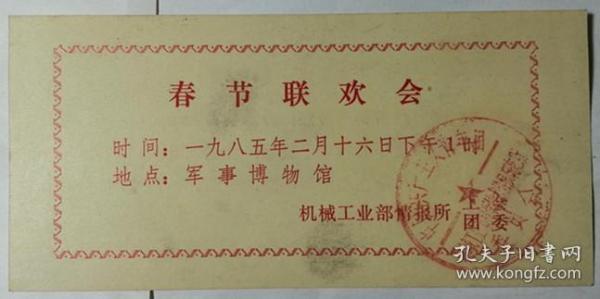 春节联欢会
时间：一九八五年二月十六日下午1时
地点：军事博物馆
机械工业部情报所 工会 团委
孔夫子旧书网
www.kongfz.com